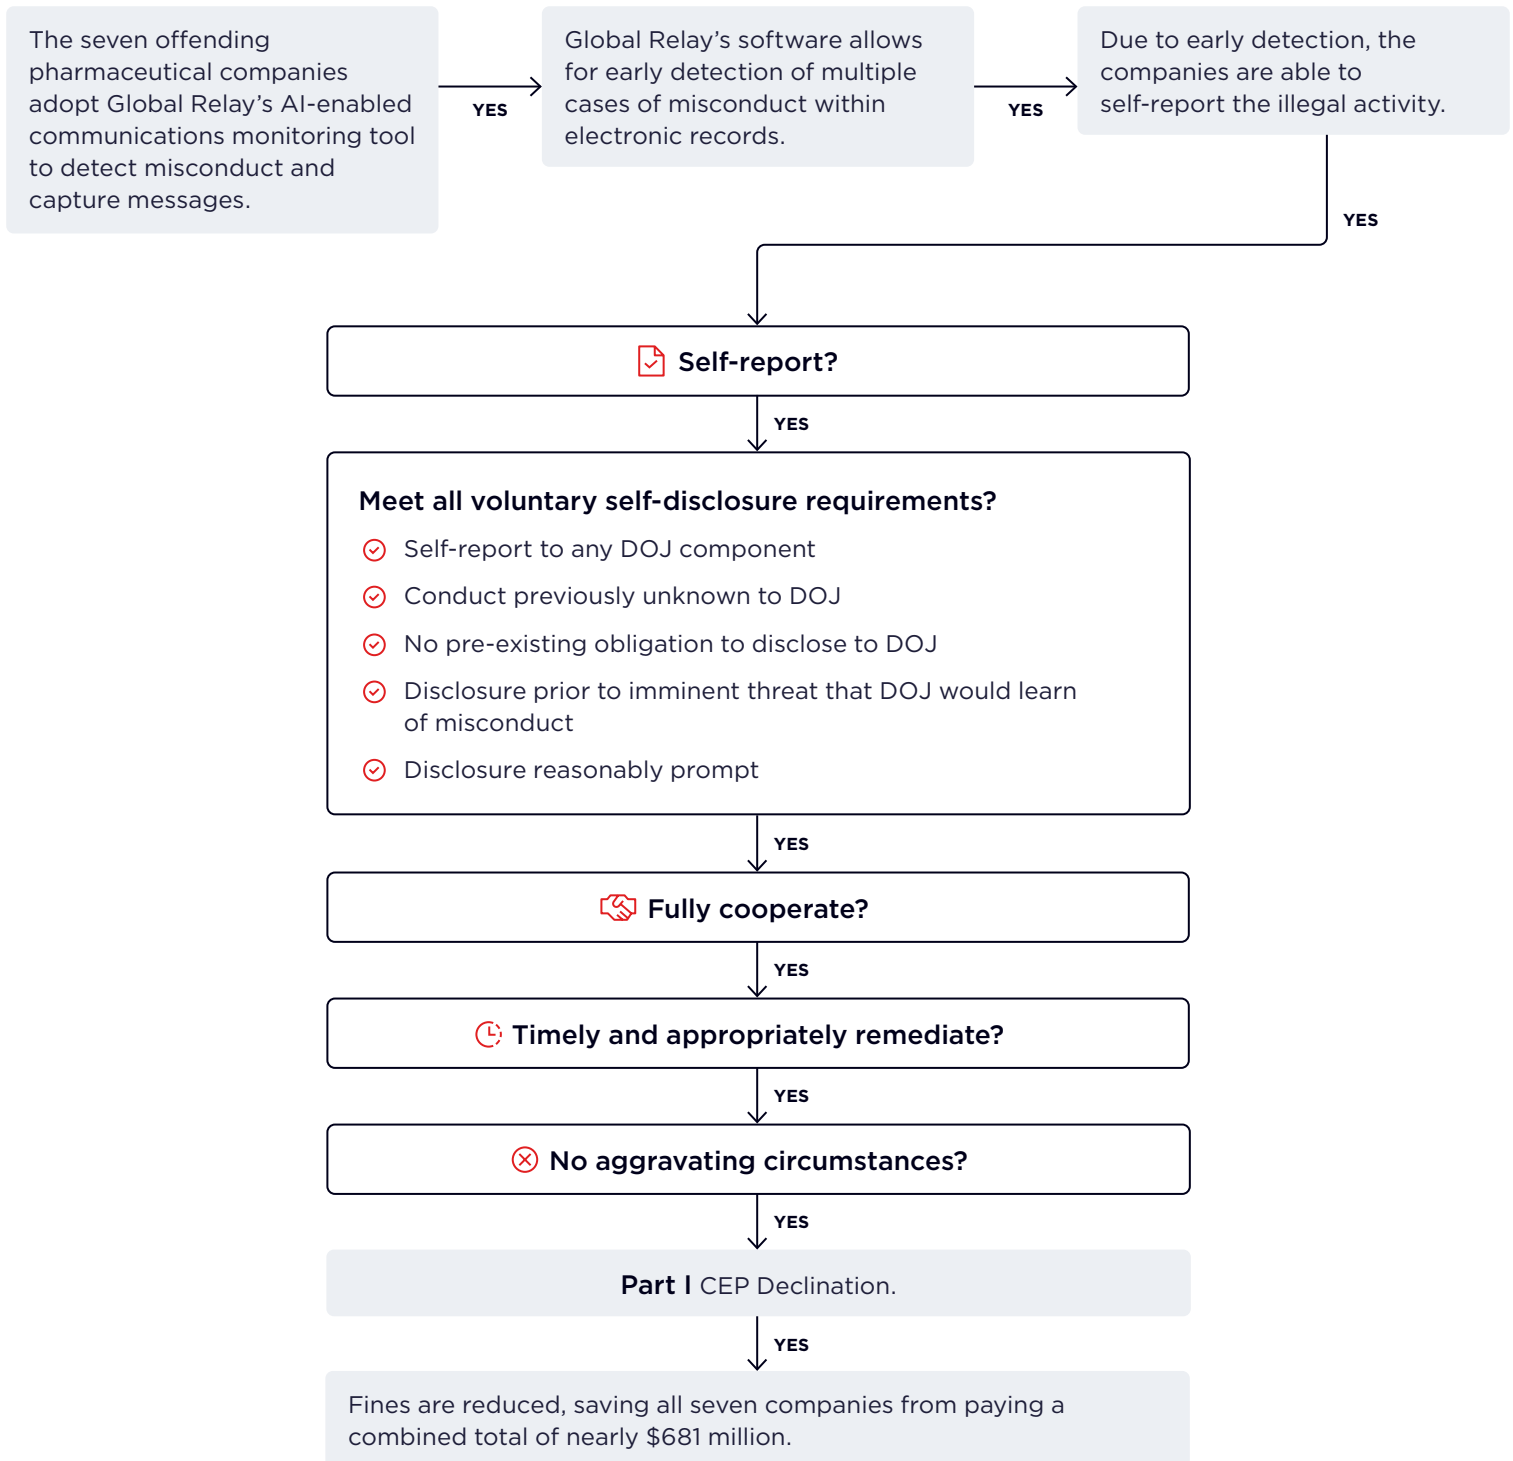 The seven offending
pharmaceutical companies
adopt Global Relay’s AI-enabled
communications monitoring tool
to detect misconduct and
capture messages.
YES
Global Relay’s software allows
for early detection of multiple
cases of misconduct within
electronic records.
YES
Due to early detection, the
companies are able to
self-report the illegal activity.
YES
Self-report?
YES
Meet all voluntary self-disclosure requirements?
Self-report to any DOJ component
Conduct previously unknown to DOJ
No pre-existing obligation to disclose to DOJ
Disclosure prior to imminent threat that DOJ would learn
of misconduct
Disclosure reasonably prompt
YES
Fully cooperate?
YES
Timely and appropriately remediate?
YES
No aggravating circumstances?
YES
Part I CEP Declination.
YES
Fines are reduced, saving all seven companies from paying a
combined total of nearly $681 million.